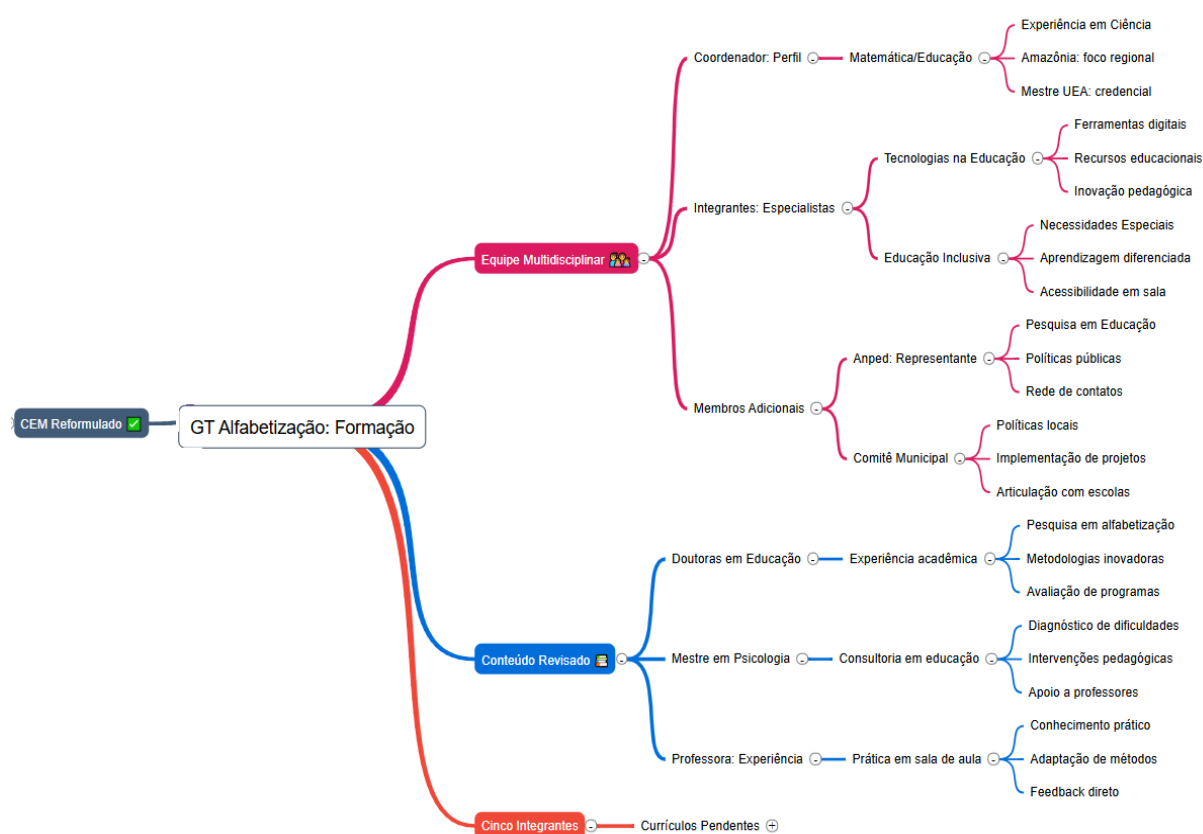 Experiência em Ciência
Coordenador: Perfil
Matemática/Educação
Amazônia: foco regional
Mestre UEA: credencial
Ferramentas digitais
Tecnologias na Educação
Recursos educacionais
Inovação pedagógica
Integrantes: Especialistas
Necessidades Especiais
Educação Inclusiva
Aprendizagem diferenciada
Acessibilidade em sala
Equipe Multidisciplinar
Pesquisa em Educação
Anped: Representante
Políticas públicas
Rede de contatos
Membros Adicionais
Políticas locais
Comitê Municipal
Implementação de projetos
Articulação com escolas
CEM Reformulado
GT Alfabetização: Formação
Pesquisa em alfabetização
Doutoras em Educação
Experiência acadêmica
Metodologias inovadoras
Avaliação de programas
Diagnóstico de dificuldades
Conteúdo Revisado
Mestre em Psicologia
Consultoria em educação
Intervenções pedagógicas
Apoio a professores
Conhecimento prático
Professora: Experiência
Prática em sala de aula
Adaptação de métodos
Feedback direto
Cinco Integrantes
Currículos Pendentes